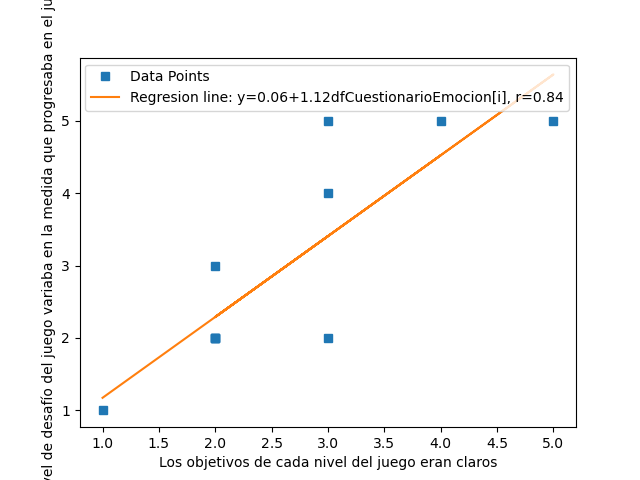 Data Points
Regresion line: y=0.06+1.12dfCuestionarioEmocion[i], r=0.84
de desafío del juego variaba en la medida que progresaba en el
5
4
3
2
1
1.0 1.5 2.0 2.5 3.0 3.5 4.0 4.5 5.0
Los objetivos de cada nivel del juego eran claros